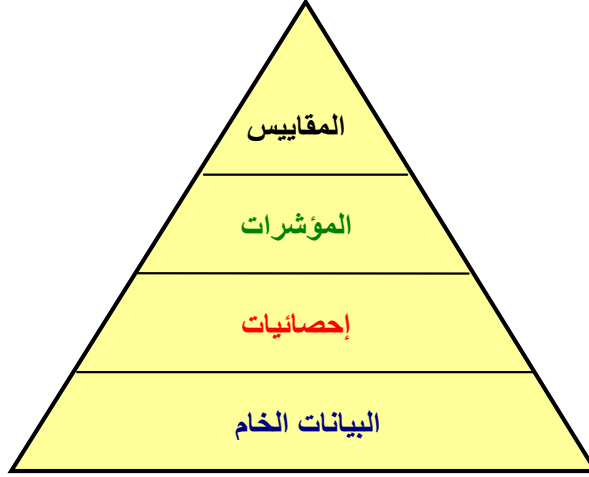 المقاييس
المؤشرات
إحصائيات
البيانات الخام